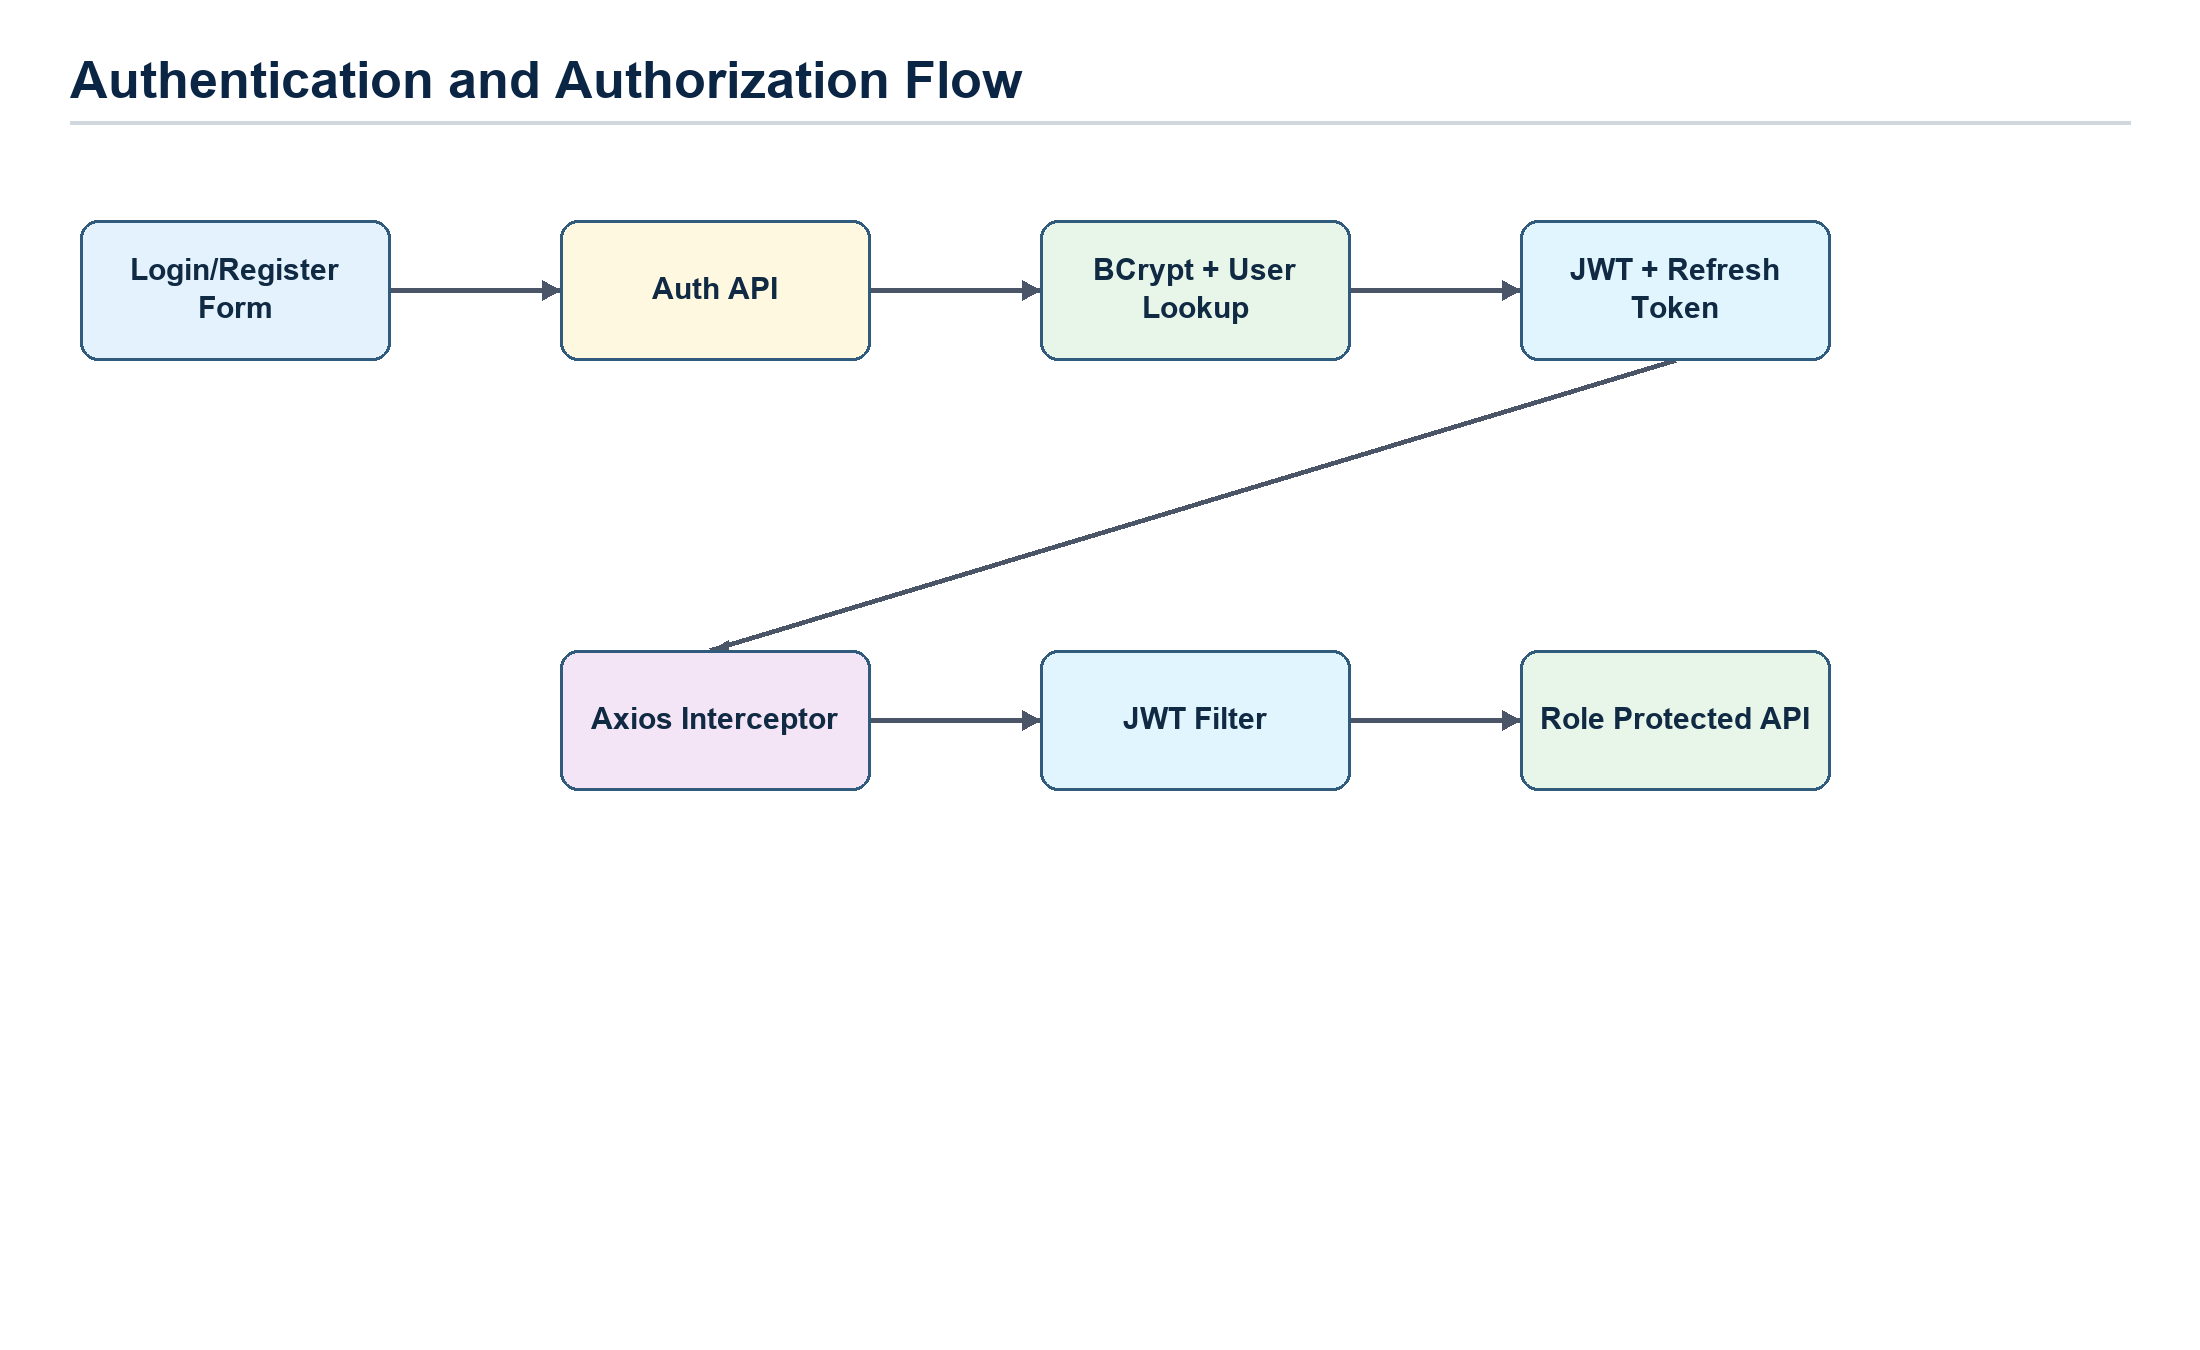 Authentication and Authorization Flow
Login/Register
Form
Auth API
BCrypt + User
Lookup
JWT + Refresh
Token
Axios Interceptor
JWT Filter
Role Protected API